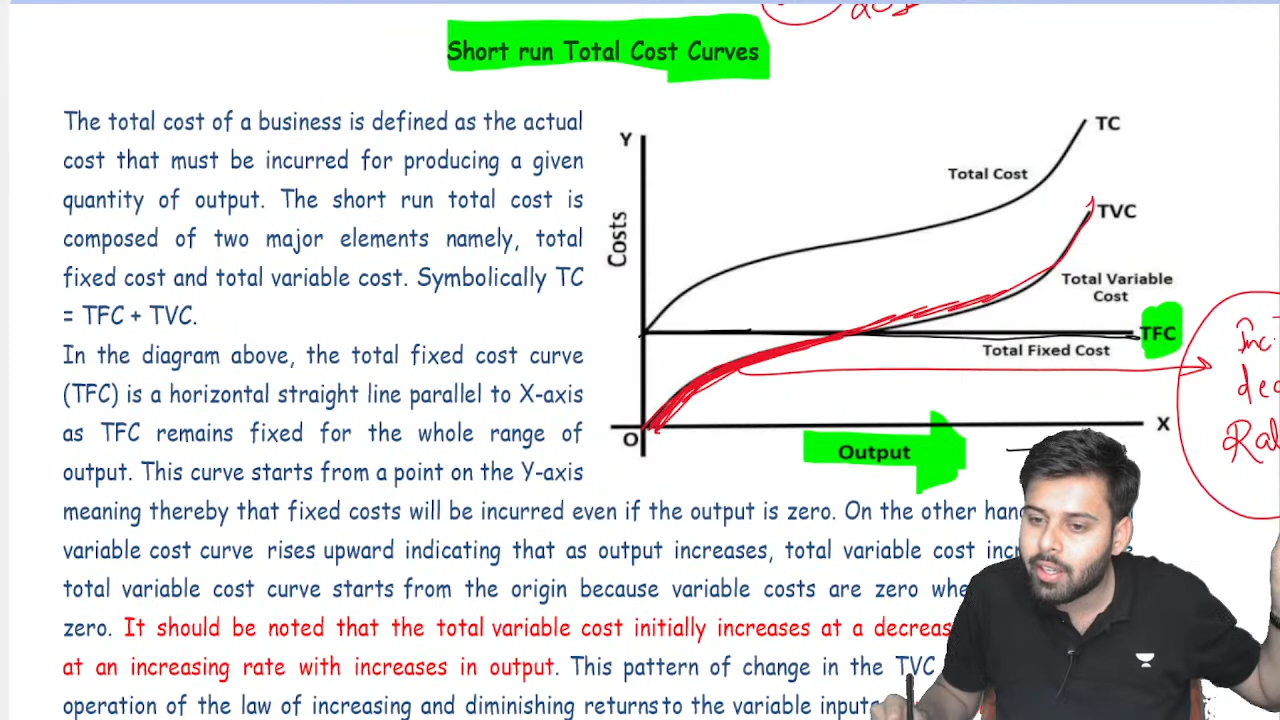 Short run Total Cost Curves
The total cost of a business is defined as the actual
cost that must be incurred for producing a given
quantity of output. The short run total cost is
composed of two major elements namely, total
fixed cost and total variable cost. Symbolically TC
= TFC + TVC.
In the diagram above, the total fixed cost curve
(TFC) is a horizontal straight line parallel to X-axis
as TFC remains fixed for the whole range of
output. This curve starts from a point on the Y-axis
meaning thereby that fixed costs will be incurred even if the output is zero. On the other
variable cost curve rises upward indicating that as output increases, total variable cost
total variable cost curve starts from the origin because variable costs are zero
zero. It should be noted that the total variable cost initially increases at a
at an increasing rate with increases in output. This pattern of change in the TVC
operation of the law of increasing and diminishing returns to the variable
Y
TC
Total Cost
Costs
TVC
Total Variable
Cost
TFC
Total Fixed Cost
O
X
Output